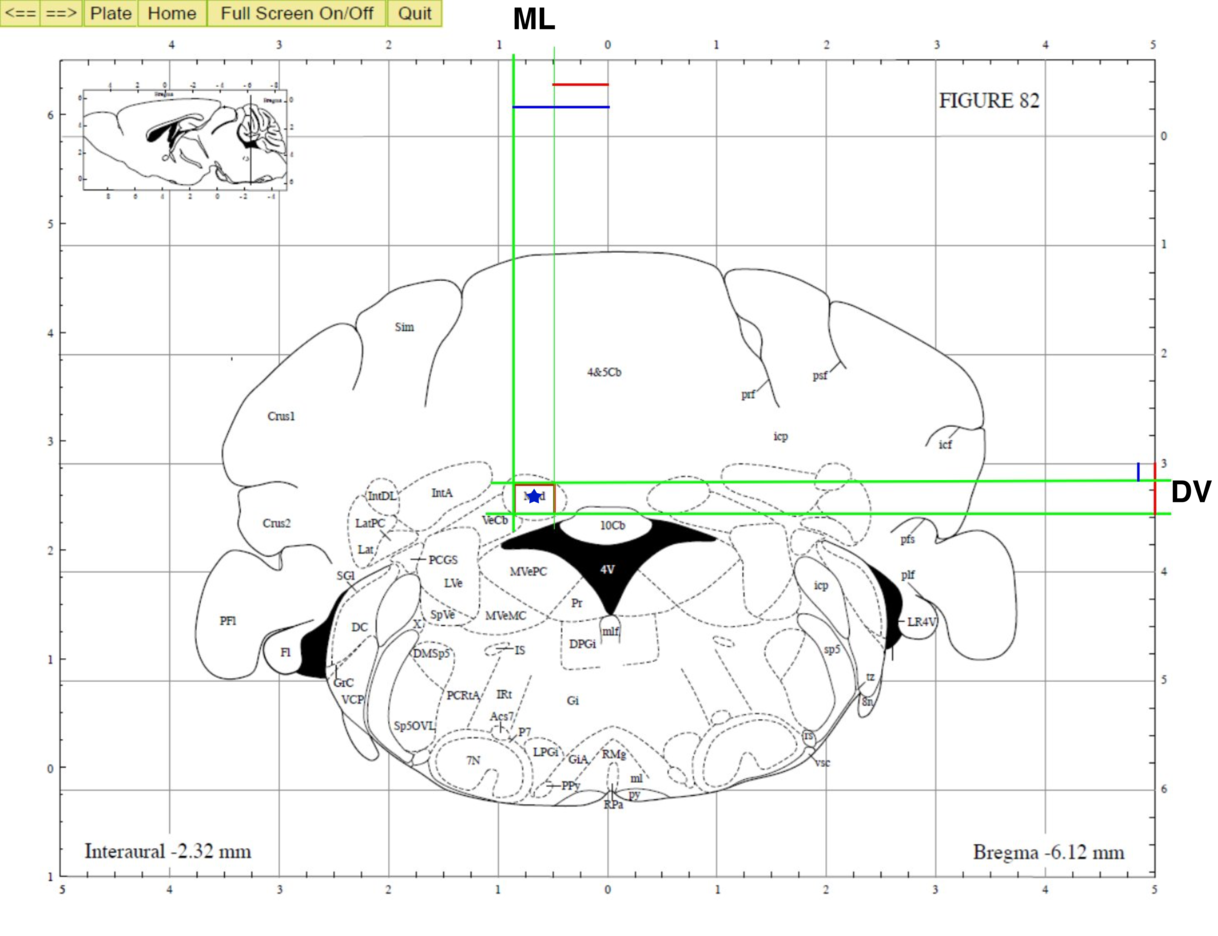 <== ==> Plate Home Full Screen On/Off Quit
ML
4 3 2 1 0 1 2 3 4 5
FIGURE 82
Bregma
Bregma
6
0
5
1
Sim
4
2
4&5Cb
psf
prf
Crus1
icp
icf
3
3
DV
IntDL
IntA
LatPC
VeCb
10Cb
Crus2
pfs
2
Lat
PCGS
MVePC
4V
4
SGl
LVe
plf
icp
Pr
PFl
SpVe
MVeMC
X
mlf
LR4V
DC
DPGi
Fl
DMSp5
IS
sp5
1
GrC
5
VCP
PCRtA
IRt
Gi
tz
8n
Acs7
Sp5OVL
P7
rs
7N
LPGi
GiA
RMg
vsc
0
ml
PPy
py
6
RPa
Interaural -2.32 mm
Bregma -6.12 mm
1
5 4 3 2 1 0 1 2 3 4 5